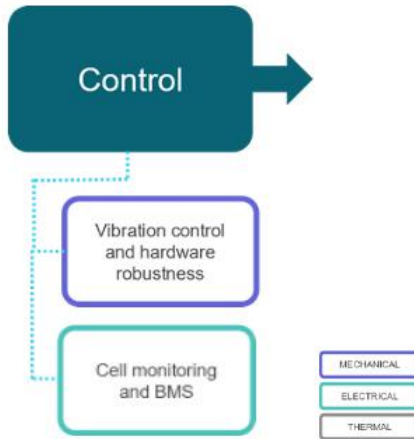 Control
Vibration control
and hardware
robustness
Cell monitoring
and BMS
MECHANICAL
ELECTRICAL
THERMAL